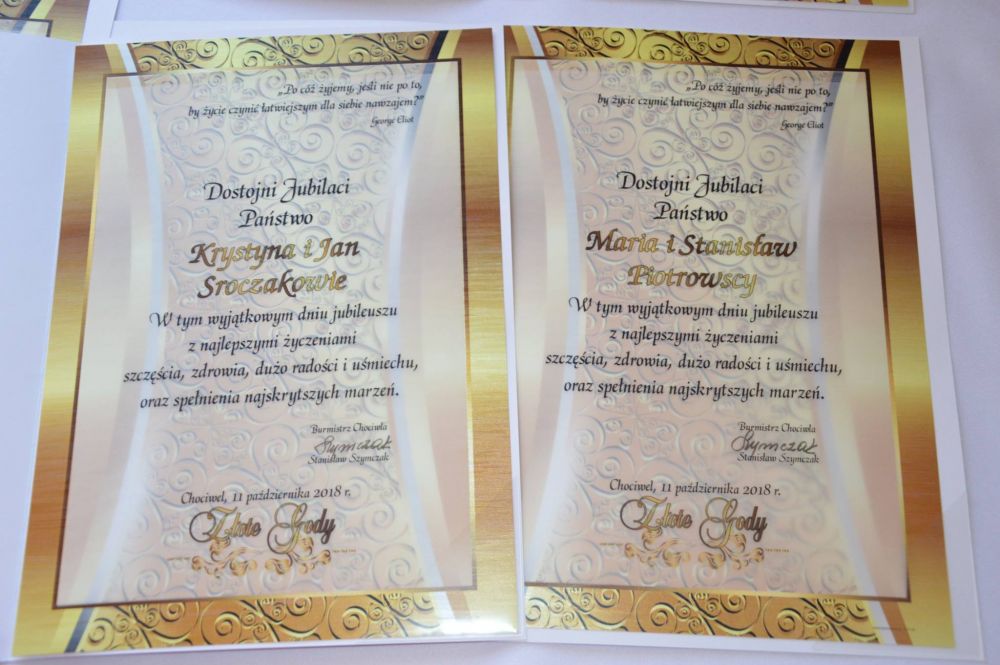 „Po cóż żyjemy, jeśli nie po to,
by życie czynić łatwiejszym dla siebie nawzajem?"
George Eliot
Dostojni Jubilaci
Państwo
Krystyna i Jan
Sroczakowie
W tym wyjątkowym dniu jubileuszu
z najlepszymi życzeniami
szczęścia, zdrowia, dużo radości i uśmiechu,
oraz spełnienia najskrytszych marzeń.
Burmistrz Chociwla
Szymczak
Stanisław Szymczak
Chociwel, 11 października 2018 r.
Złote Gody
„Po cóż żyjemy, jeśli nie po to,
by życie czynić łatwiejszym dla siebie nawzajem?"
George Eliot
Dostojni Jubilaci
Państwo
Maria i Stanisław
Piotrowscy
W tym wyjątkowym dniu jubileuszu
z najlepszymi życzeniami
szczęścia, zdrowia, dużo radości i uśmiechu,
oraz spełnienia najskrytszych marzeń.
Burmistrz Chociwla
Szymczak
Stanisław Szymczak
Chociwel, 11 października 2018 r.
Złote Gody